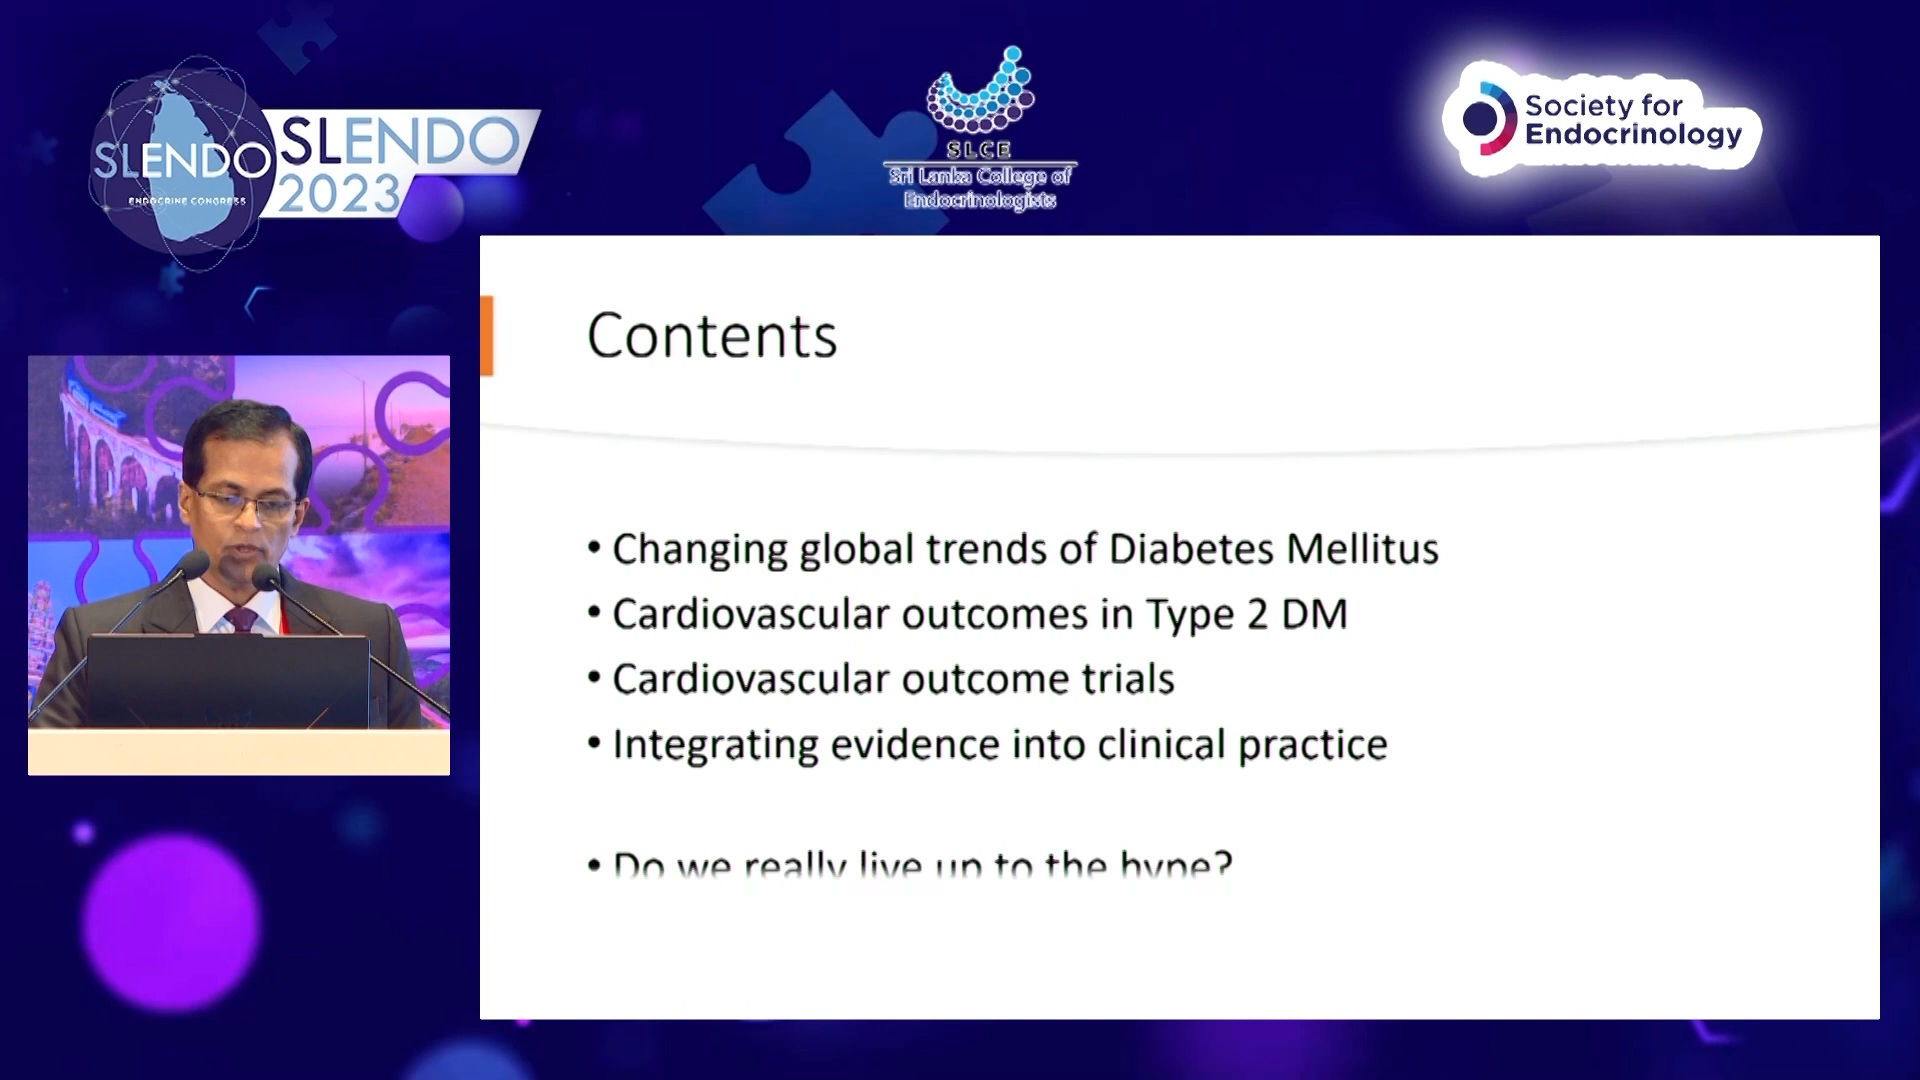 SLENDO
ENDOCRINE CONGRESS
SLENDO
2023
SLCE
Sri Lanka College of
Endocrinologists
Society for
Endocrinology
Contents
• Changing global trends of Diabetes Mellitus
• Cardiovascular outcomes in Type 2 DM
• Cardiovascular outcome trials
• Integrating evidence into clinical practice
• Do we really live up to the hype?